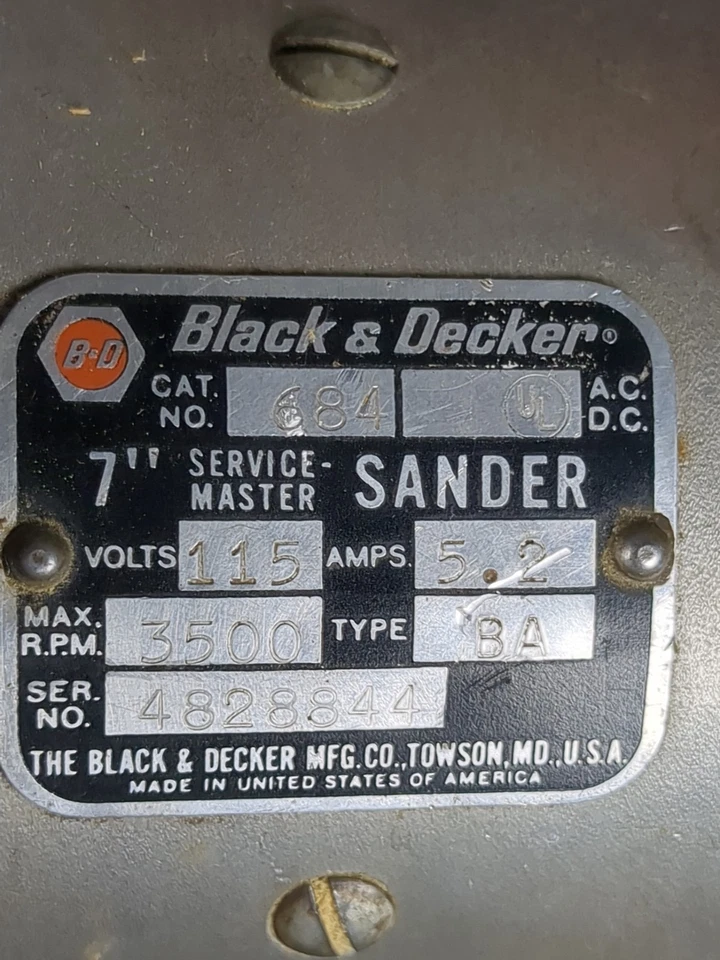 B&D Black & Decker®
CAT. NO. 684 UL A.C. D.C.
7" SERVICE-MASTER SANDER
VOLTS 115 AMPS. 5.2
MAX. R.P.M. 3500 TYPE BA
SER. NO. 4828844
THE BLACK & DECKER MFG. CO., TOWSON, MD., U.S.A.
MADE IN UNITED STATES OF AMERICA